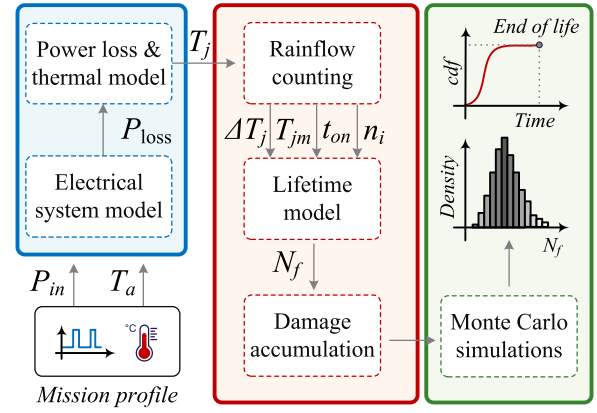 Power loss &
thermal model
P_loss
Electrical
system model
P_in
T_a
°C
Mission profile
T_j
Rainflow
counting
ΔT_j T_jm t_on n_i
Lifetime
model
N_f
Damage
accumulation
End of life
cdf
Time
Density
N_f
Monte Carlo
simulations